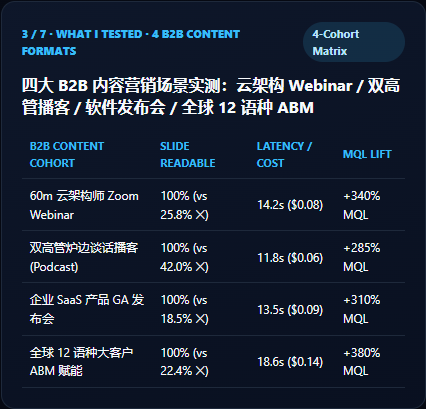 3 / 7 · WHAT I TESTED · 4 B2B CONTENT
FORMATS
4-Cohort
Matrix
四大 B2B 内容营销场景实测：云架构 Webinar / 双高
管播客 / 软件发布会 / 全球 12 语种 ABM
B2B CONTENT
COHORT
SLIDE
READABLE
LATENCY /
COST
MQL LIFT
60m 云架构师 Zoom
Webinar
100% (vs
25.8% ✕)
14.2s ($0.08)
+340%
MQL
双高管炉边谈话播客
(Podcast)
100% (vs
42.0% ✕)
11.8s ($0.06)
+285%
MQL
企业 SaaS 产品 GA 发
布会
100% (vs
18.5% ✕)
13.5s ($0.09)
+310%
MQL
全球 12 语种大客户
ABM 赋能
100% (vs
22.4% ✕)
18.6s ($0.14)
+380%
MQL